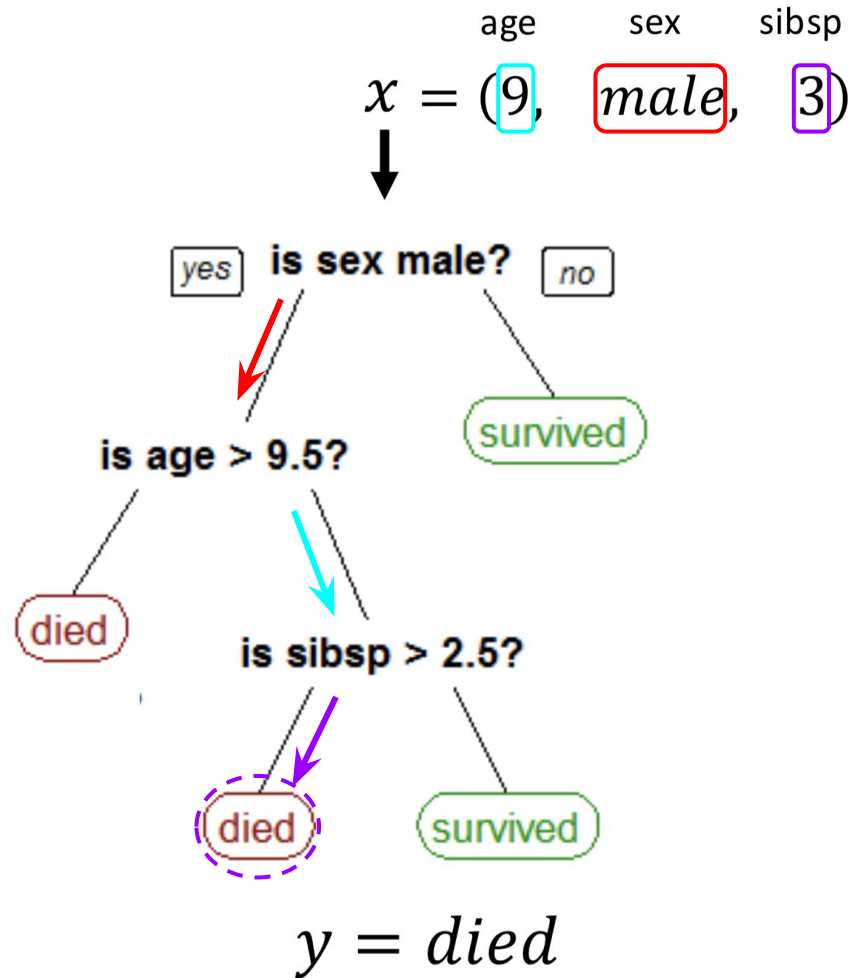 age sex sibsp
x = (9, male, 3)
yes is sex male? no
survived
is age > 9.5?
died
is sibsp > 2.5?
died survived
y = died